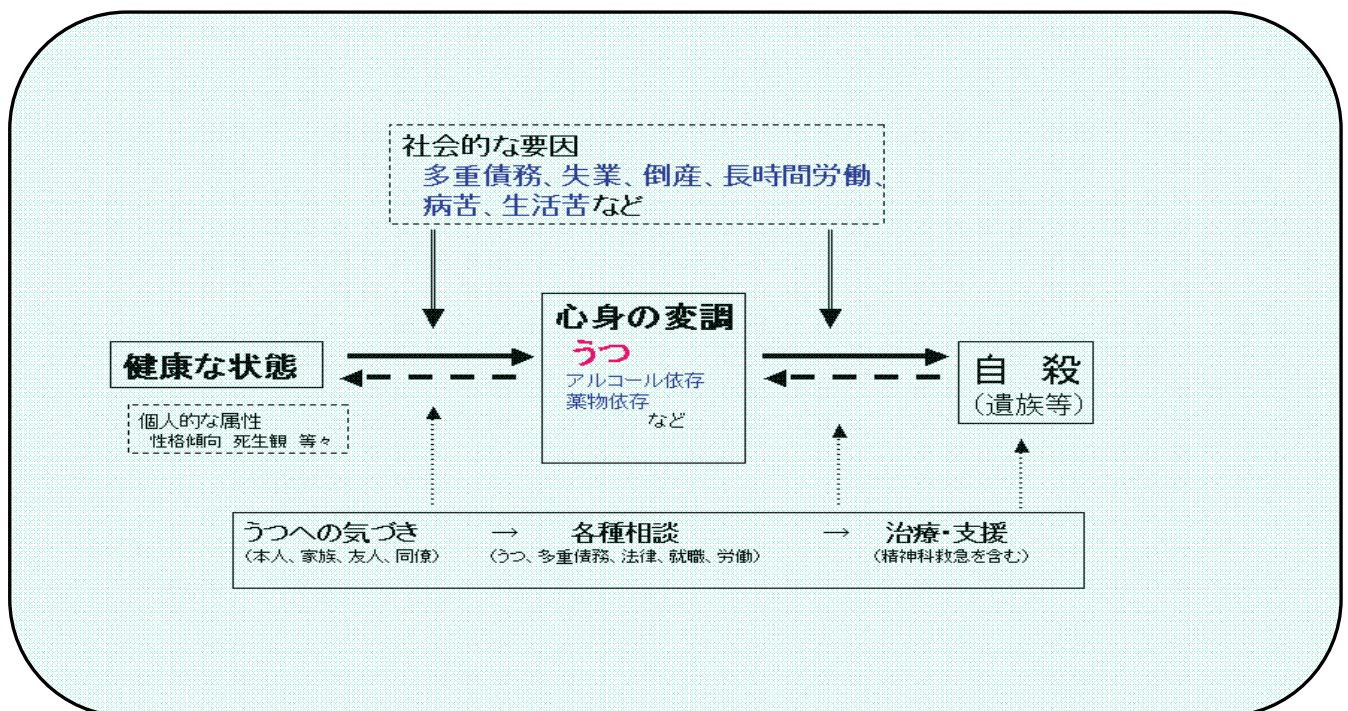 社会的な要因
多重債務、失業、倒産、長時間労働、
病苦、生活苦など
健康な状態
個人的な属性
性格傾向 死生観 等々
心身の変調
うつ
アルコール依存
薬物依存
など
自 殺
（遺族等）
うつへの気づき → 各種相談 → 治療・支援
（本人、家族、友人、同僚） （うつ、多重債務、法律、就職、労働） （精神科救急を含む）